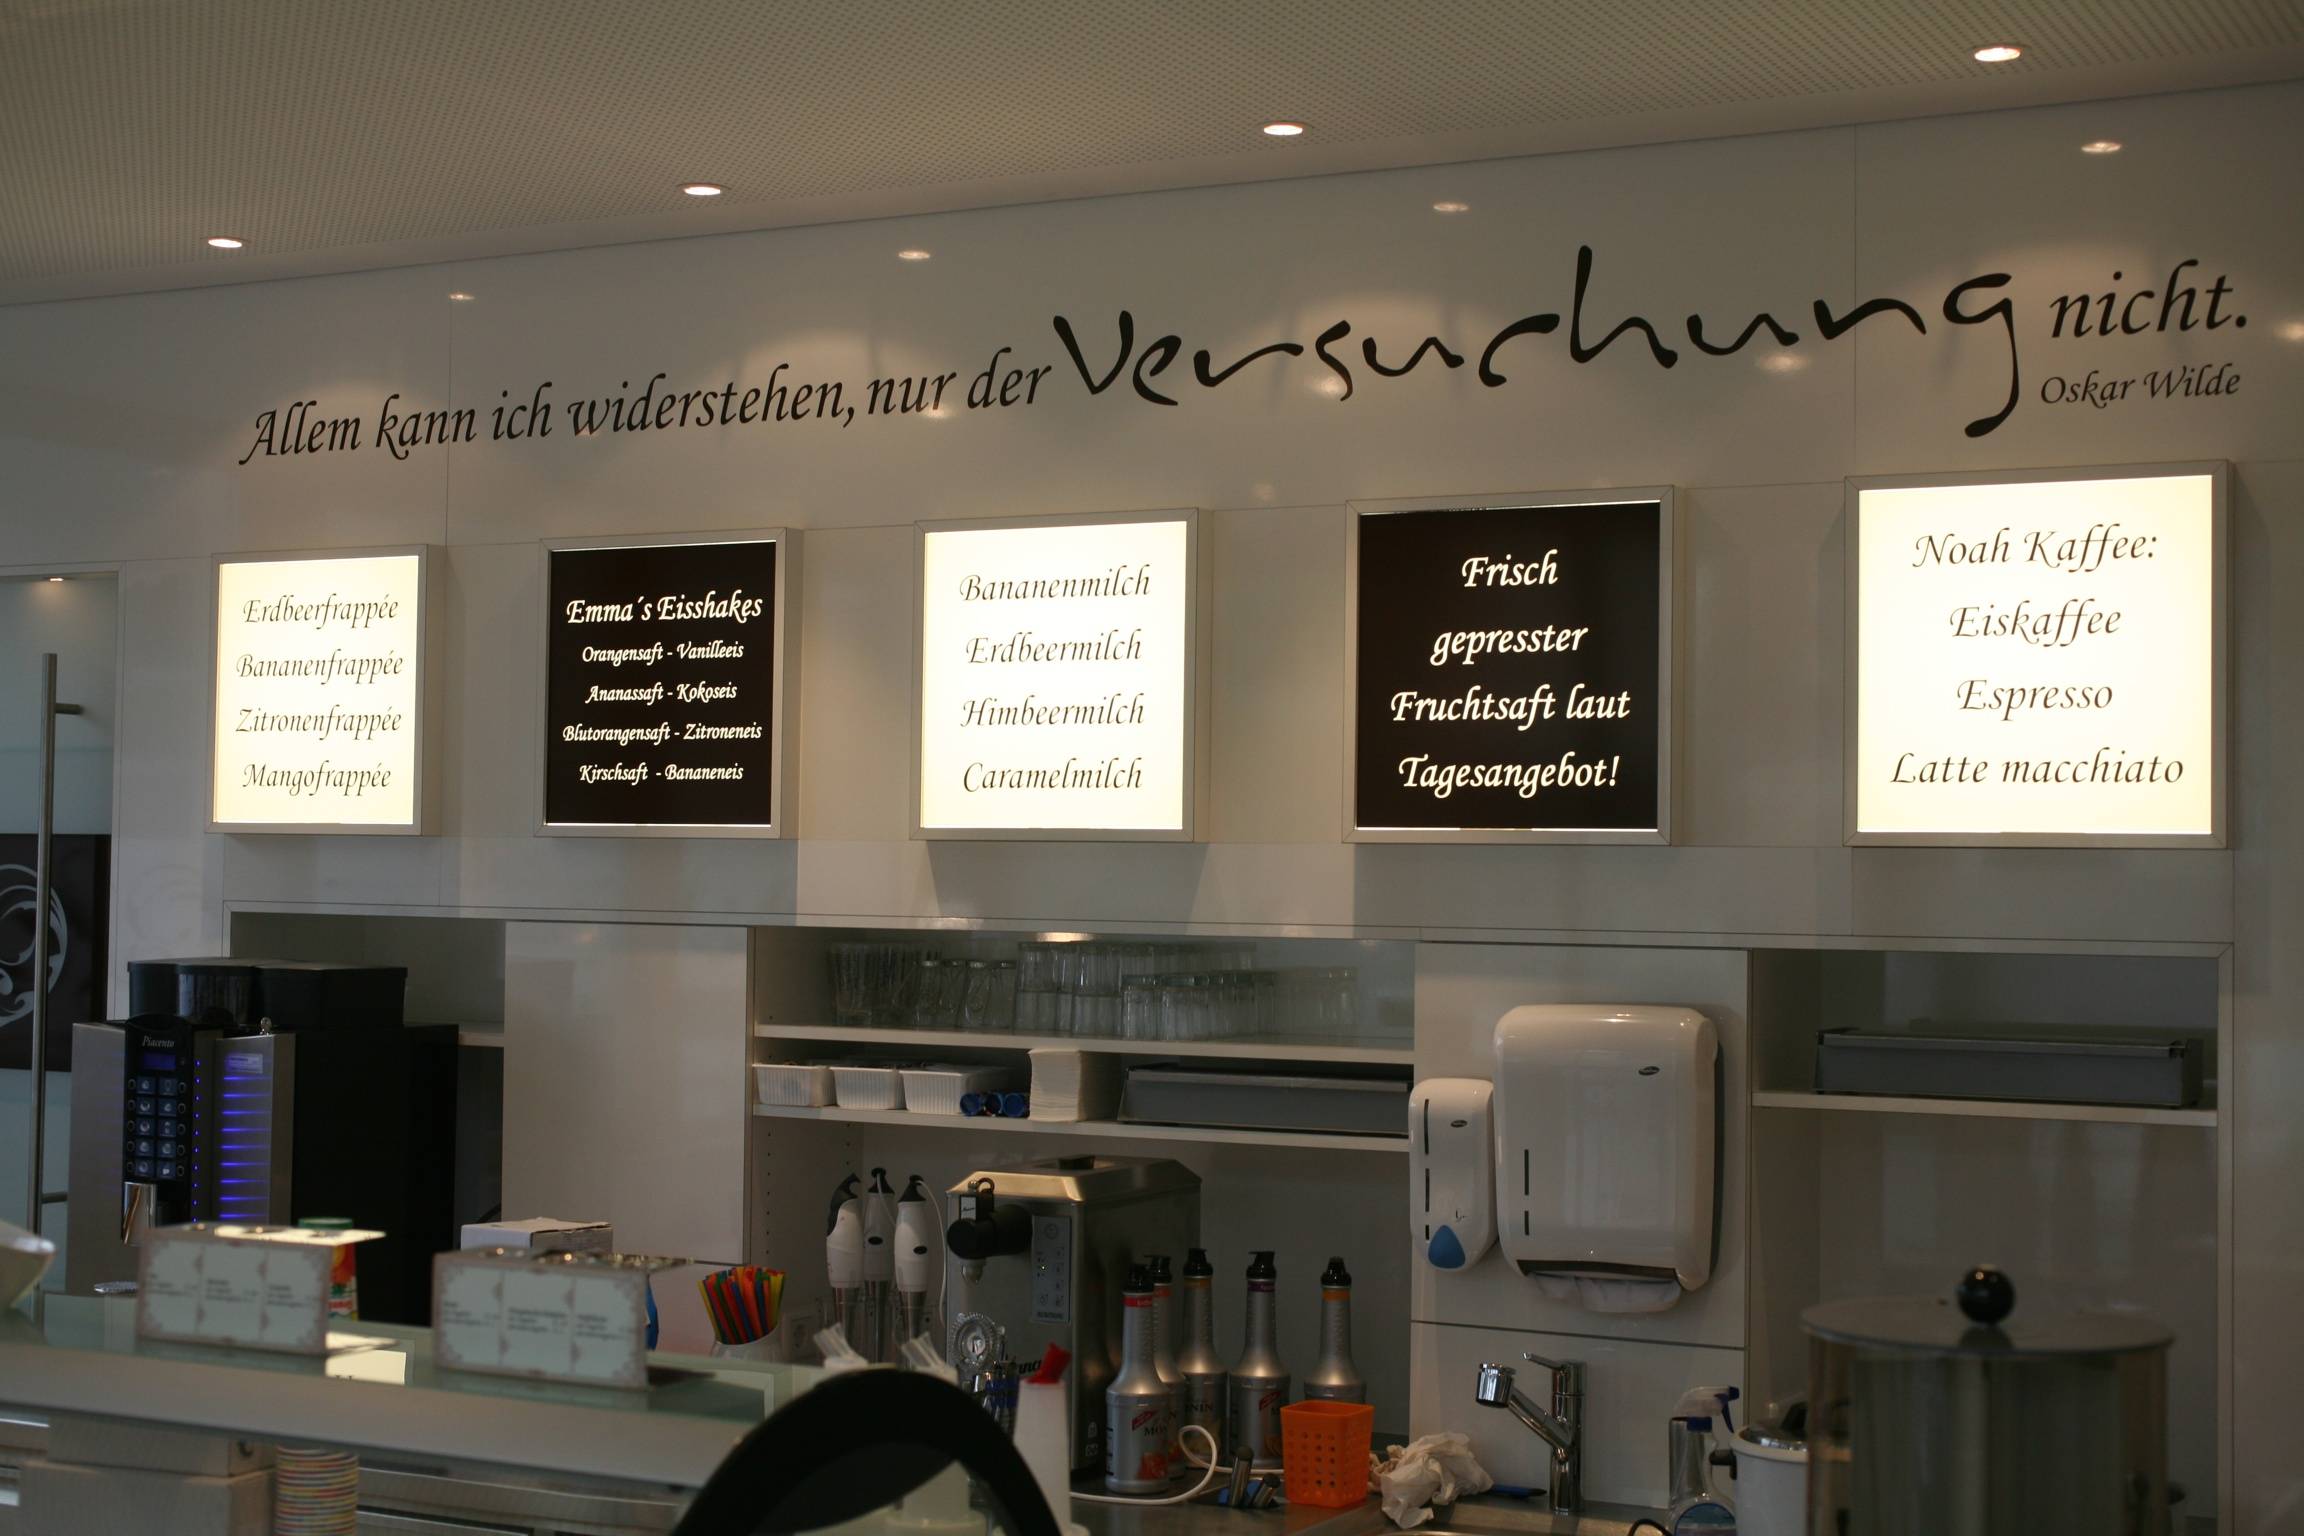 Allem kann ich widerstehen, nur der Versuchung nicht.
Oskar Wilde
Erdbeerfrappée
Bananenfrappée
Zitronenfrappée
Mangofrappée
Emma´s Eisshakes
Orangensaft - Vanilleeis
Ananassaft - Kokoseis
Blutorangensaft - Zitroneneis
Kirschsaft - Bananeneis
Bananenmilch
Erdbeermilch
Himbeermilch
Caramelmilch
Frisch
gepresster
Fruchtsaft laut
Tagesangebot!
Noah Kaffee:
Eiskaffee
Espresso
Latte macchiato
Piacento